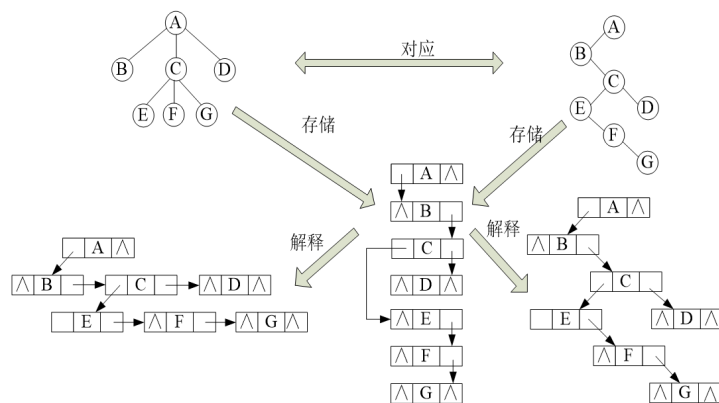 A
B C D
E F G
对应
A
B
C
D
E
F
G
存储
存储
解释
解释
A ∧
∧ B
C
∧ D ∧
∧ E
∧ F
∧ G ∧
A ∧
∧ B C ∧ D ∧
E ∧ F ∧ G ∧
A ∧
∧ B
C
E ∧ D ∧
∧ F
∧ G ∧